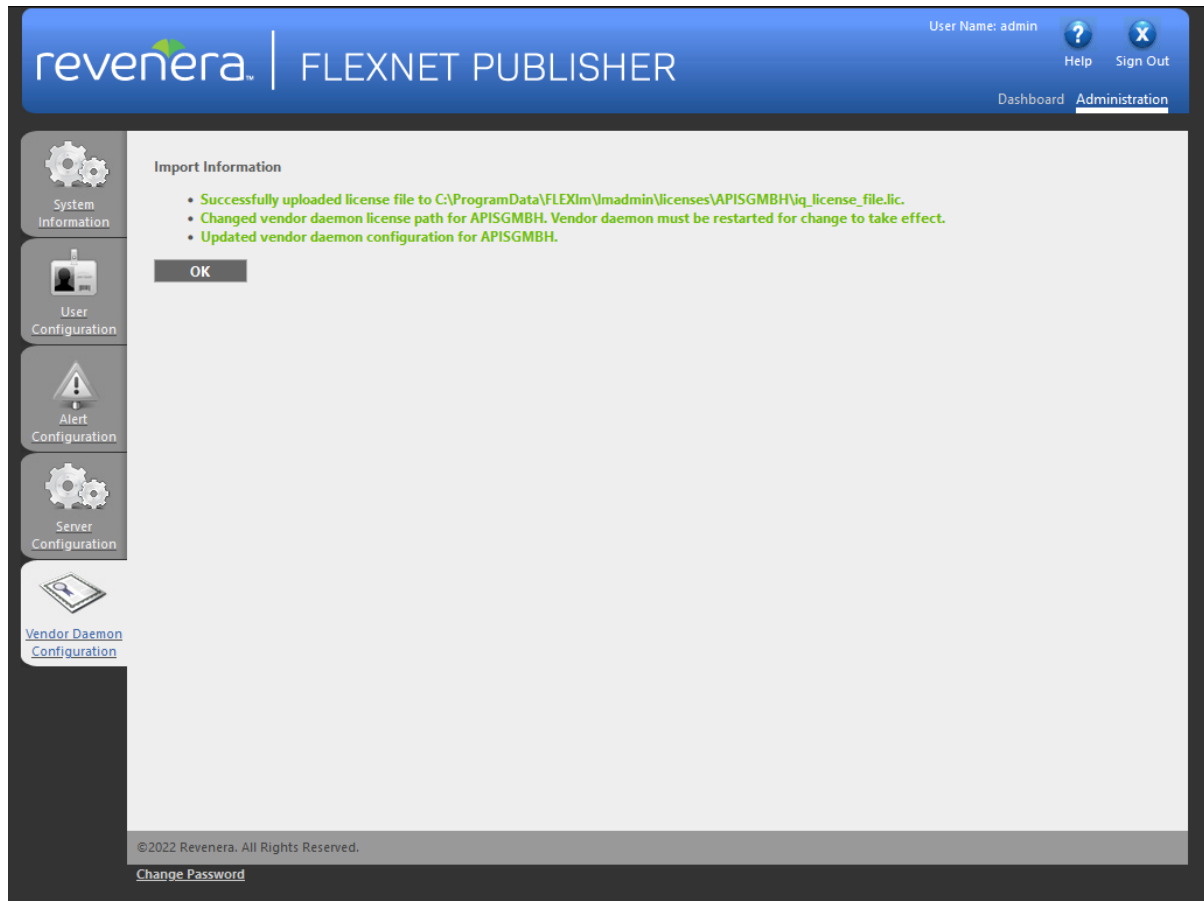 User Name: admin
?
X
revenera™ FLEXNET PUBLISHER
Help Sign Out
Dashboard Administration
System
Information
User
Configuration
Alert
Configuration
Server
Configuration
Vendor Daemon
Configuration
Import Information
• Successfully uploaded license file to C:\ProgramData\FLEXlm\lmadmin\licenses\APISGMBH\iq_license_file.lic.
• Changed vendor daemon license path for APISGMBH. Vendor daemon must be restarted for change to take effect.
• Updated vendor daemon configuration for APISGMBH.
OK
©2022 Revenera. All Rights Reserved.
Change Password